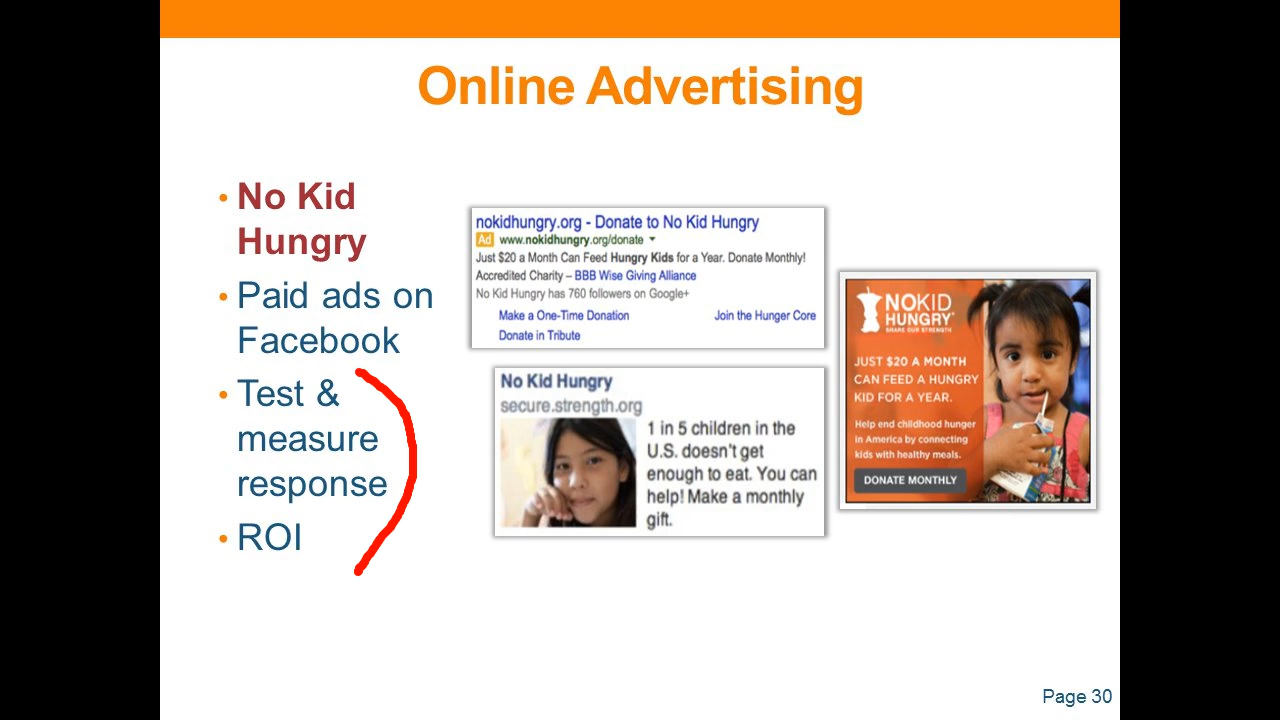 Online Advertising
• No Kid
Hungry
• Paid ads on
Facebook
• Test &
measure
response
• ROI
nokidhungry.org - Donate to No Kid Hungry
Ad www.nokidhungry.org/donate
Just $20 a Month Can Feed Hungry Kids for a Year. Donate Monthly!
Accredited Charity – BBB Wise Giving Alliance
No Kid Hungry has 760 followers on Google+
Make a One-Time Donation Join the Hunger Core
Donate in Tribute
No Kid Hungry
secure.strength.org
1 in 5 children in the
U.S. doesn't get
enough to eat. You can
help! Make a monthly
gift.
NOKID
HUNGRY®
SHARE OUR STRENGTH
JUST $20 A MONTH
CAN FEED A HUNGRY
KID FOR A YEAR.
Help end childhood hunger
in America by connecting
kids with healthy meals.
DONATE MONTHLY
Page 30